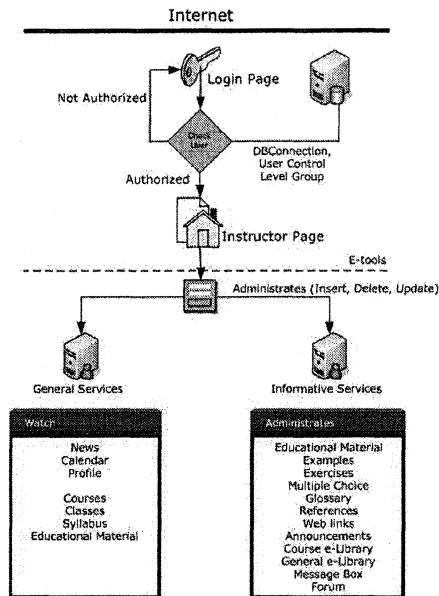 Internet
Login Page
Not Authorized
Check
User
DBConnection,
User Control
Level Group
Authorized
Instructor Page
E-tools
Administrates (Insert, Delete, Update)
General Services
Informative Services
Watch
News
Calendar
Profile
Courses
Classes
Syllabus
Educational Material
Administrates
Educational Material
Examples
Exercises
Multiple Choice
Glossary
References
Web links
Announcements
Course e-Library
General e-Library
Message Box
Forum